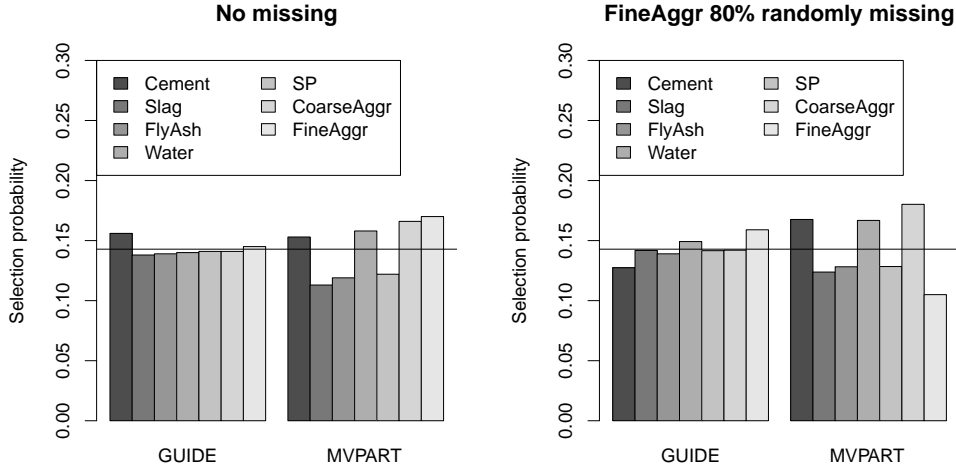 No missing
Selection probability
0.00 0.05 0.10 0.15 0.20 0.25 0.30
Cement
Slag
FlyAsh
Water
SP
CoarseAggr
FineAggr
GUIDE MVPART
FineAggr 80% randomly missing
Selection probability
0.00 0.05 0.10 0.15 0.20 0.25 0.30
Cement
Slag
FlyAsh
Water
SP
CoarseAggr
FineAggr
GUIDE MVPART